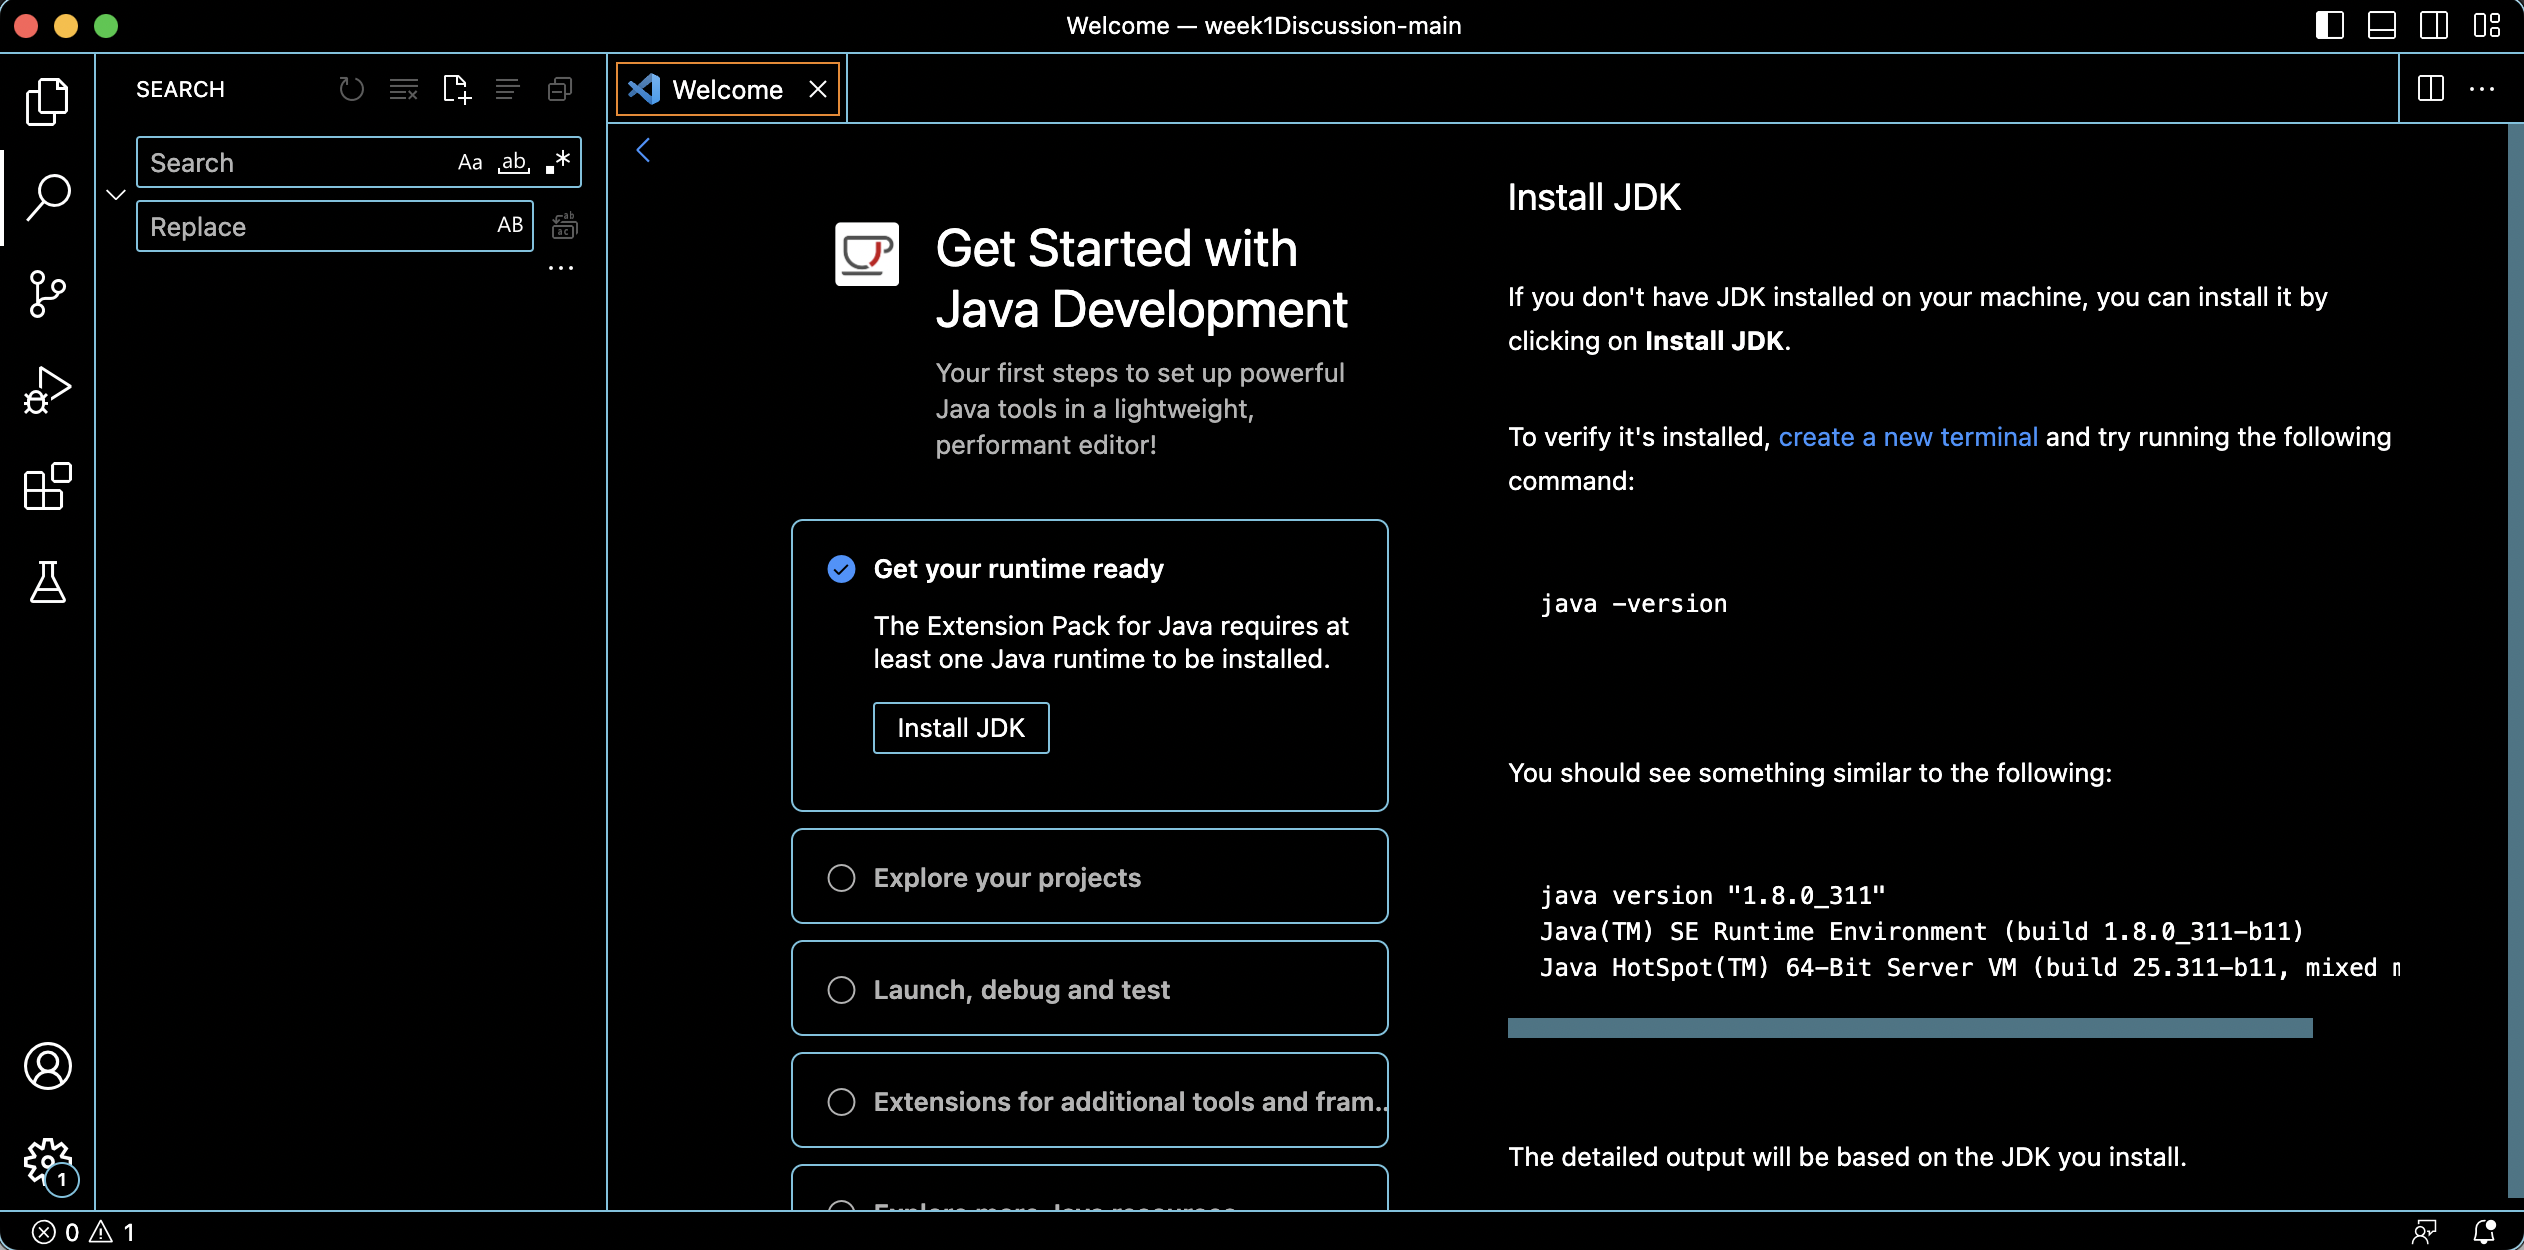 Welcome — week1Discussion-main
SEARCH
Welcome
Search
Aa
ab
Replace
AB
Get Started with
Java Development
Your first steps to set up powerful
Java tools in a lightweight,
performant editor!
Get your runtime ready
The Extension Pack for Java requires at
least one Java runtime to be installed.
Install JDK
Explore your projects
Launch, debug and test
Extensions for additional tools and fram..
Explore more Java resources
Install JDK
If you don't have JDK installed on your machine, you can install it by
clicking on Install JDK.
To verify it's installed, create a new terminal and try running the following
command:
java -version
You should see something similar to the following:
java version "1.8.0_311"
Java(TM) SE Runtime Environment (build 1.8.0_311-b11)
Java HotSpot(TM) 64-Bit Server VM (build 25.311-b11, mixed
The detailed output will be based on the JDK you install.
1
0 1